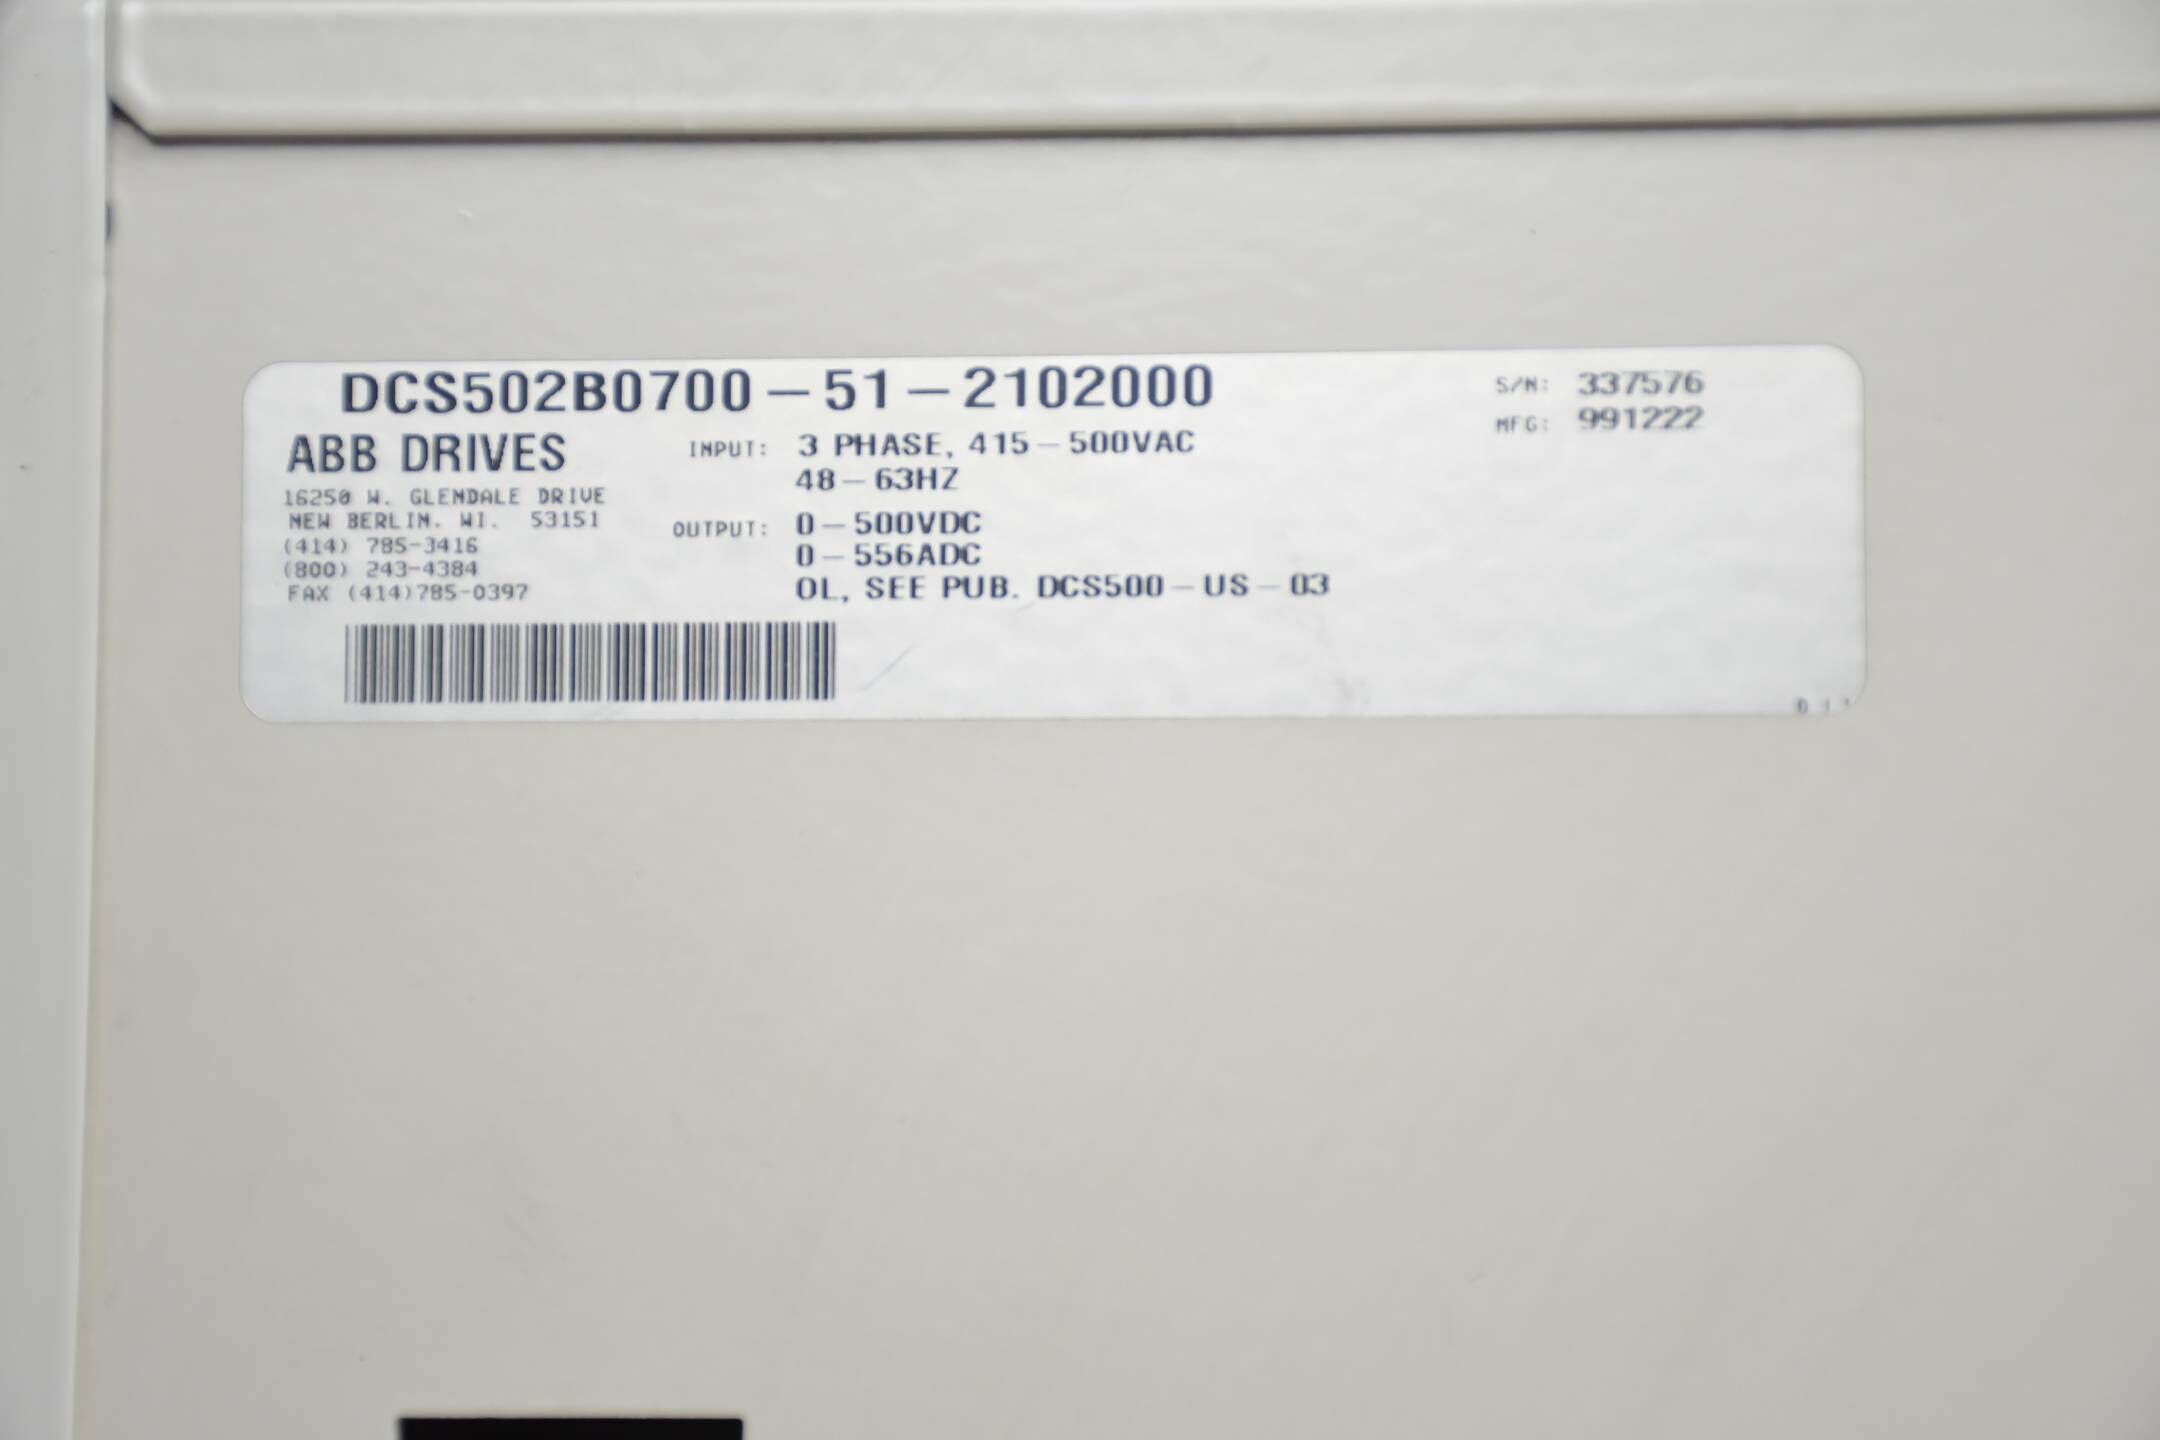 DCS502B0700-51-2102000
S/N: 337576
MFG: 991222
ABB DRIVES
16250 W. GLENDALE DRIVE
NEW BERLIN. WI. 53151
(414) 785-3416
(800) 243-4384
FAX (414)785-0397
INPUT: 3 PHASE, 415-500VAC
48-63HZ
OUTPUT: 0-500VDC
0-556ADC
OL, SEE PUB. DCS500-US-03